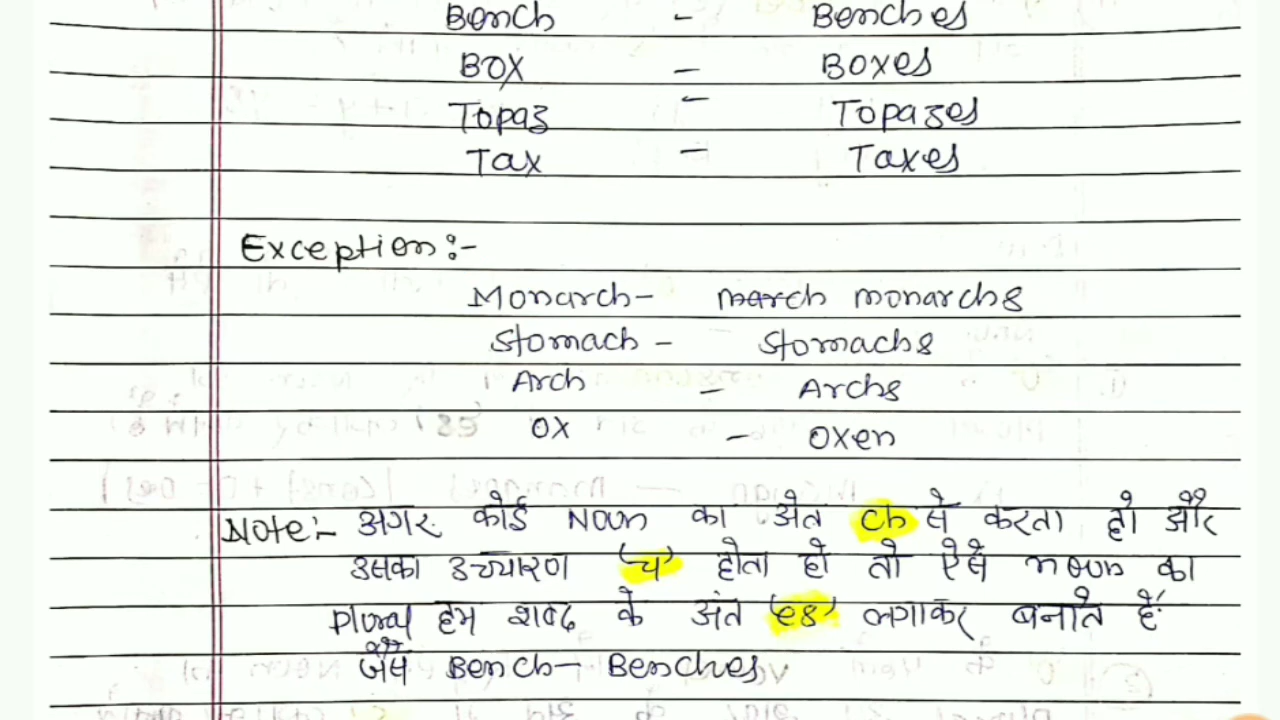 Bench - Benches
Box - Boxes
Topaz - Topazes
Tax - Taxes
Exception:-
Monarch- march monarchs
Stomach - Stomachs
Arch - Archs
ox - oxen
Note:- अगर कोई Noun का अंत ch से करता हो और
उसका उच्चारण 'च' होता हो तो ऐसे noun का
plural हम शब्द के अंत 'es' लगाकर बनाते हैं
जैसे Bench- Benches